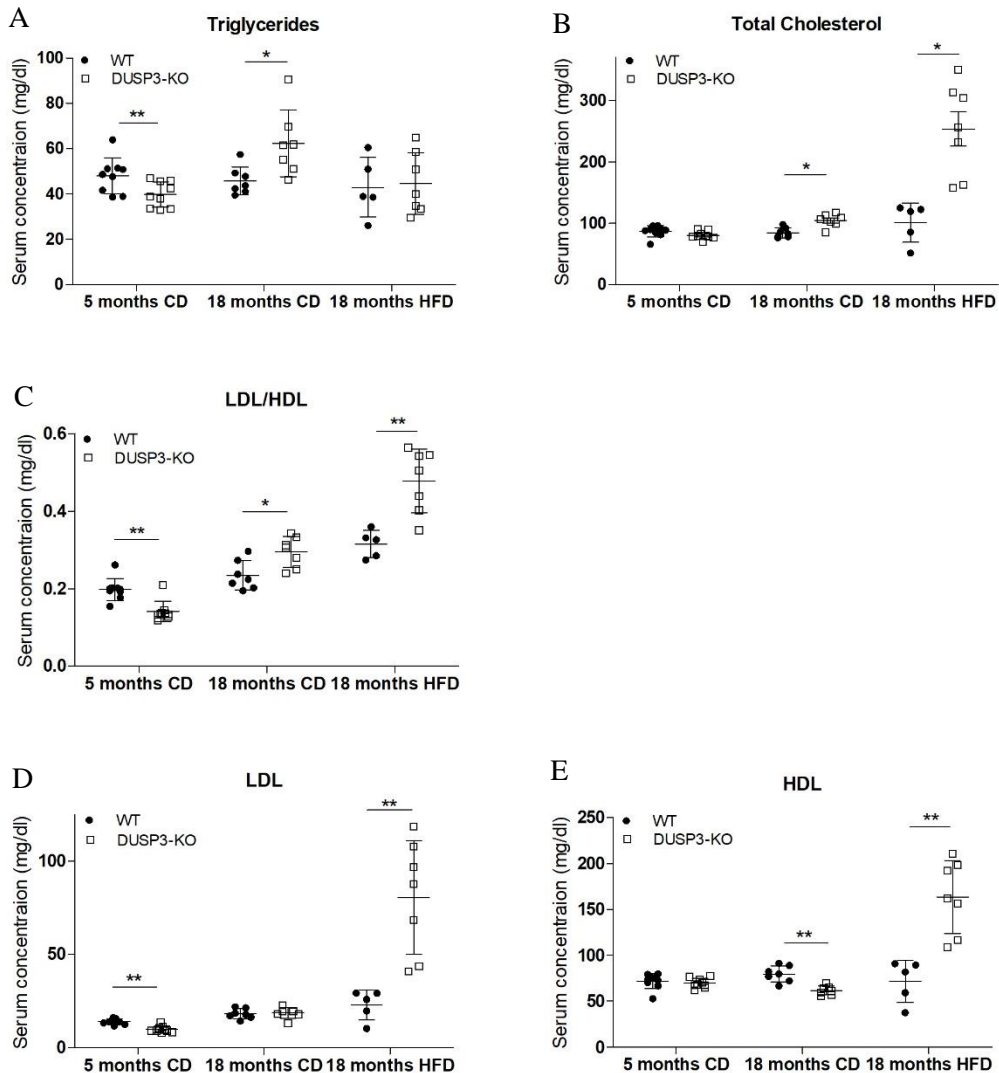 A
Triglycerides
WT
DUSP3-KO
*
**
Serum concentraion (mg/dl)
100
80
60
40
20
0
5 months CD 18 months CD 18 months HFD
B
Total Cholesterol
WT
DUSP3-KO
*
*
Serum concentraion (mg/dl)
300
200
100
0
5 months CD 18 months CD 18 months HFD
C
LDL/HDL
WT
DUSP3-KO
**
*
**
Serum concentraion (mg/dl)
0.6
0.4
0.2
0.0
5 months CD 18 months CD 18 months HFD
D
LDL
WT
DUSP3-KO
**
**
Serum concentraion (mg/dl)
100
50
0
5 months CD 18 months CD 18 months HFD
E
HDL
WT
DUSP3-KO
**
**
Serum concentraion (mg/dl)
250
200
150
100
50
0
5 months CD 18 months CD 18 months HFD